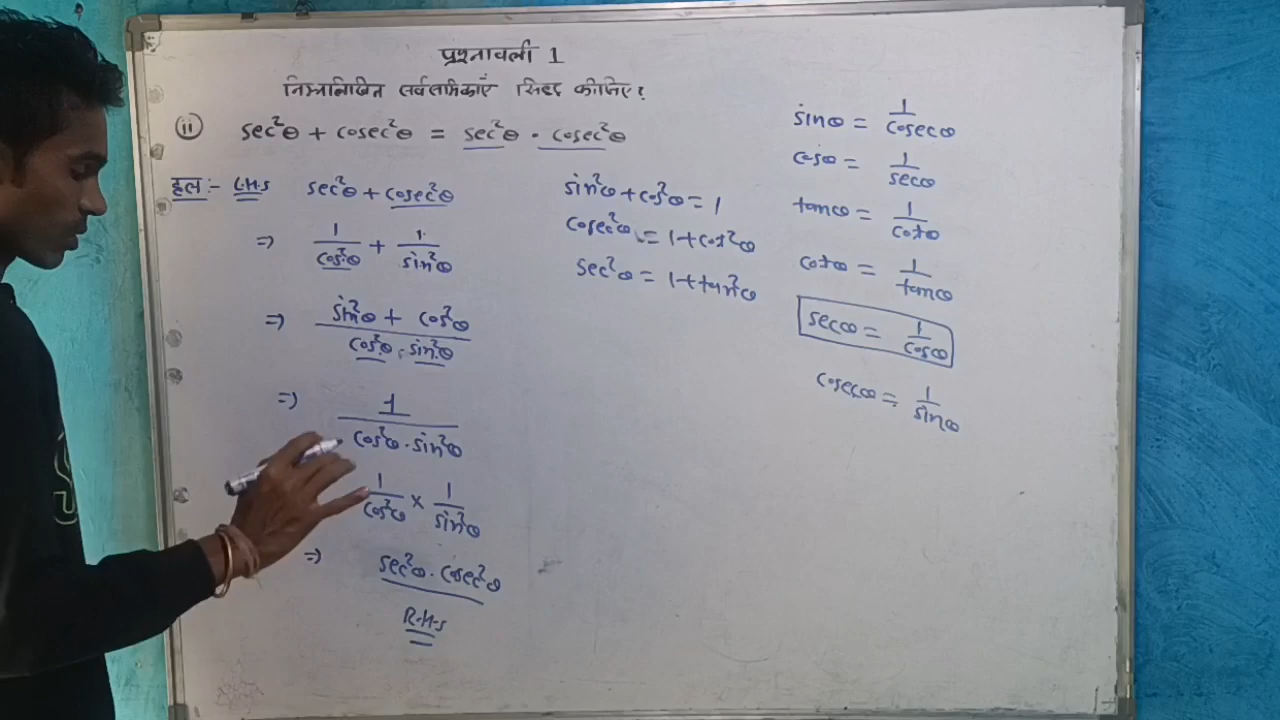 प्रश्नावली 1
निम्नलिखित सर्वसमिकाएँ सिद्ध कीजिए?
(ii) sec²θ + cosec²θ = sec²θ · cosec²θ
हल:- L.H.S sec²θ + cosec²θ
=) 1/cos²θ + 1/sin²θ
=) sin²θ + cos²θ / cos²θ · sin²θ
=) 1 / cos²θ · sin²θ
1/cos²θ × 1/sin²θ
=) sec²θ · cosec²θ
R.H.S
sin²θ + cos²θ = 1
cosec²θ = 1 + cot²θ
sec²θ = 1 + tan²θ
sinθ = 1/cosecθ
cosθ = 1/secθ
tanθ = 1/cotθ
cotθ = 1/tanθ
secθ = 1/cosθ
cosecθ = 1/sinθ